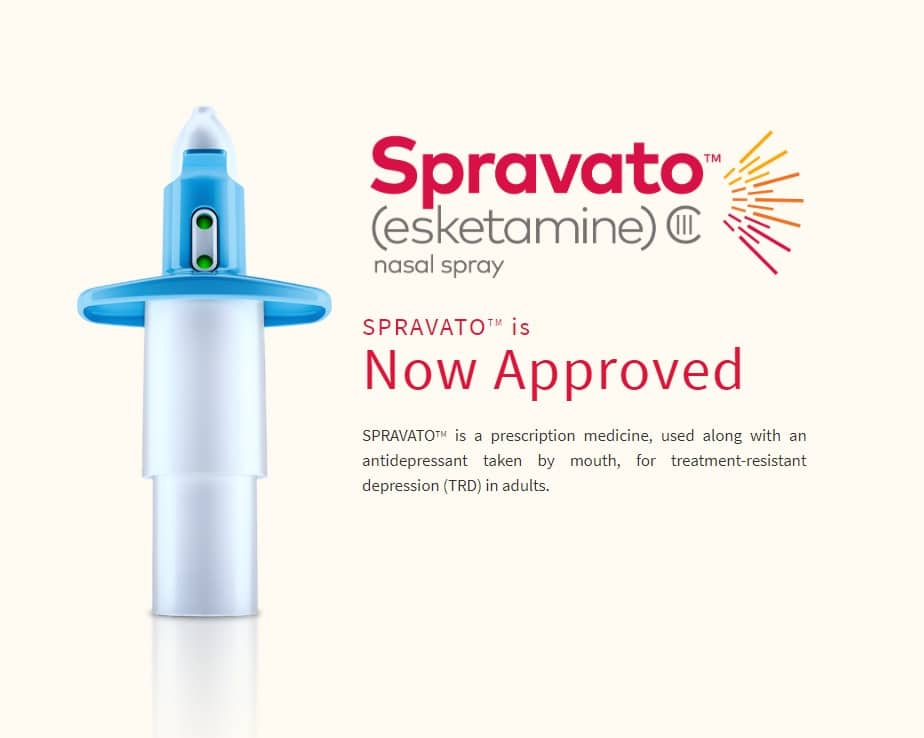 Spravato™
(esketamine) CIII
nasal spray
SPRAVATO™ is
Now Approved
SPRAVATO™ is a prescription medicine, used along with an
antidepressant taken by mouth, for treatment-resistant
depression (TRD) in adults.